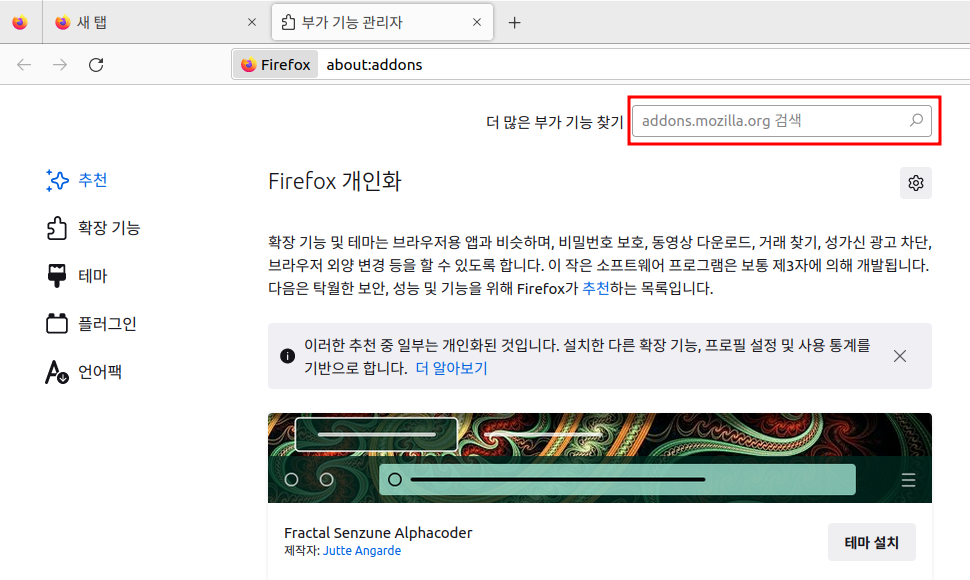 새 탭
부가 기능 관리자
Firefox about:addons
더 많은 부가 기능 찾기 addons.mozilla.org 검색
추천
확장 기능
테마
플러그인
언어팩
Firefox 개인화
확장 기능 및 테마는 브라우저용 앱과 비슷하며, 비밀번호 보호, 동영상 다운로드, 거래 찾기, 성가신 광고 차단,
브라우저 외양 변경 등을 할 수 있도록 합니다. 이 작은 소프트웨어 프로그램은 보통 제3자에 의해 개발됩니다.
다음은 탁월한 보안, 성능 및 기능을 위해 Firefox가 추천하는 목록입니다.
이러한 추천 중 일부는 개인화된 것입니다. 설치한 다른 확장 기능, 프로필 설정 및 사용 통계를
기반으로 합니다. 더 알아보기
Fractal Senzune Alphacoder
제작자: Jutte Angarde
테마 설치